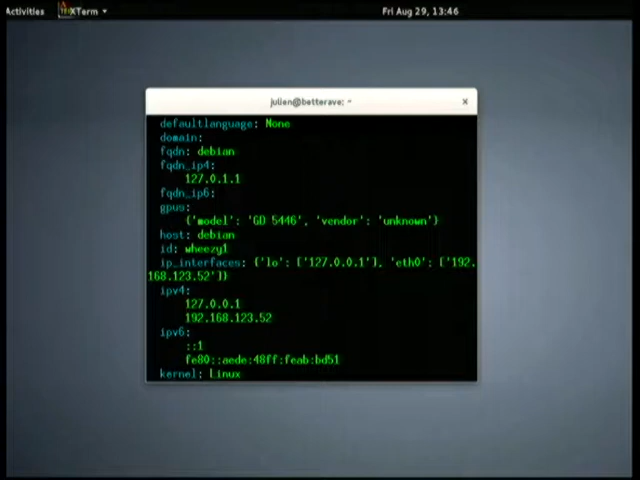 Activities XTerm Fri Aug 29, 13:46
julien@betterave: ~ ×
defaultlanguage: None
domain:
fqdn: debian
fqdn_ip4:
127.0.1.1
fqdn_ip6:
gpus:
{'model': 'GD 5446', 'vendor': 'unknown'}
host: debian
id: wheezy1
ip_interfaces: {'lo': ['127.0.0.1'], 'eth0': ['192.
168.123.52']}
ipv4:
127.0.0.1
192.168.123.52
ipv6:
::1
fe80::aede:48ff:feab:bd51
kernel: Linux